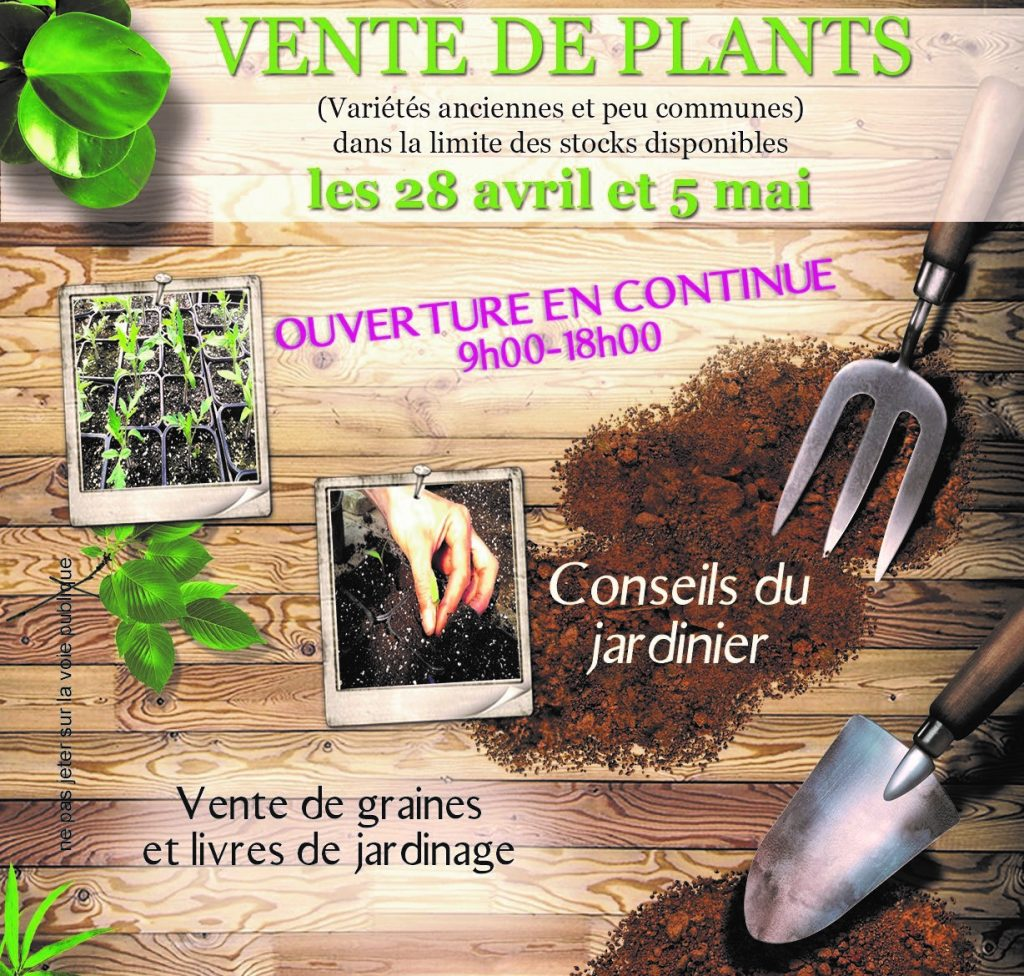 VENTE DE PLANTS
(Variétés anciennes et peu communes)
dans la limite des stocks disponibles
les 28 avril et 5 mai
OUVERTURE EN CONTINUE
9h00-18h00
Conseils du
jardinier
ne pas jeter sur la voie publique
Vente de graines
et livres de jardinage